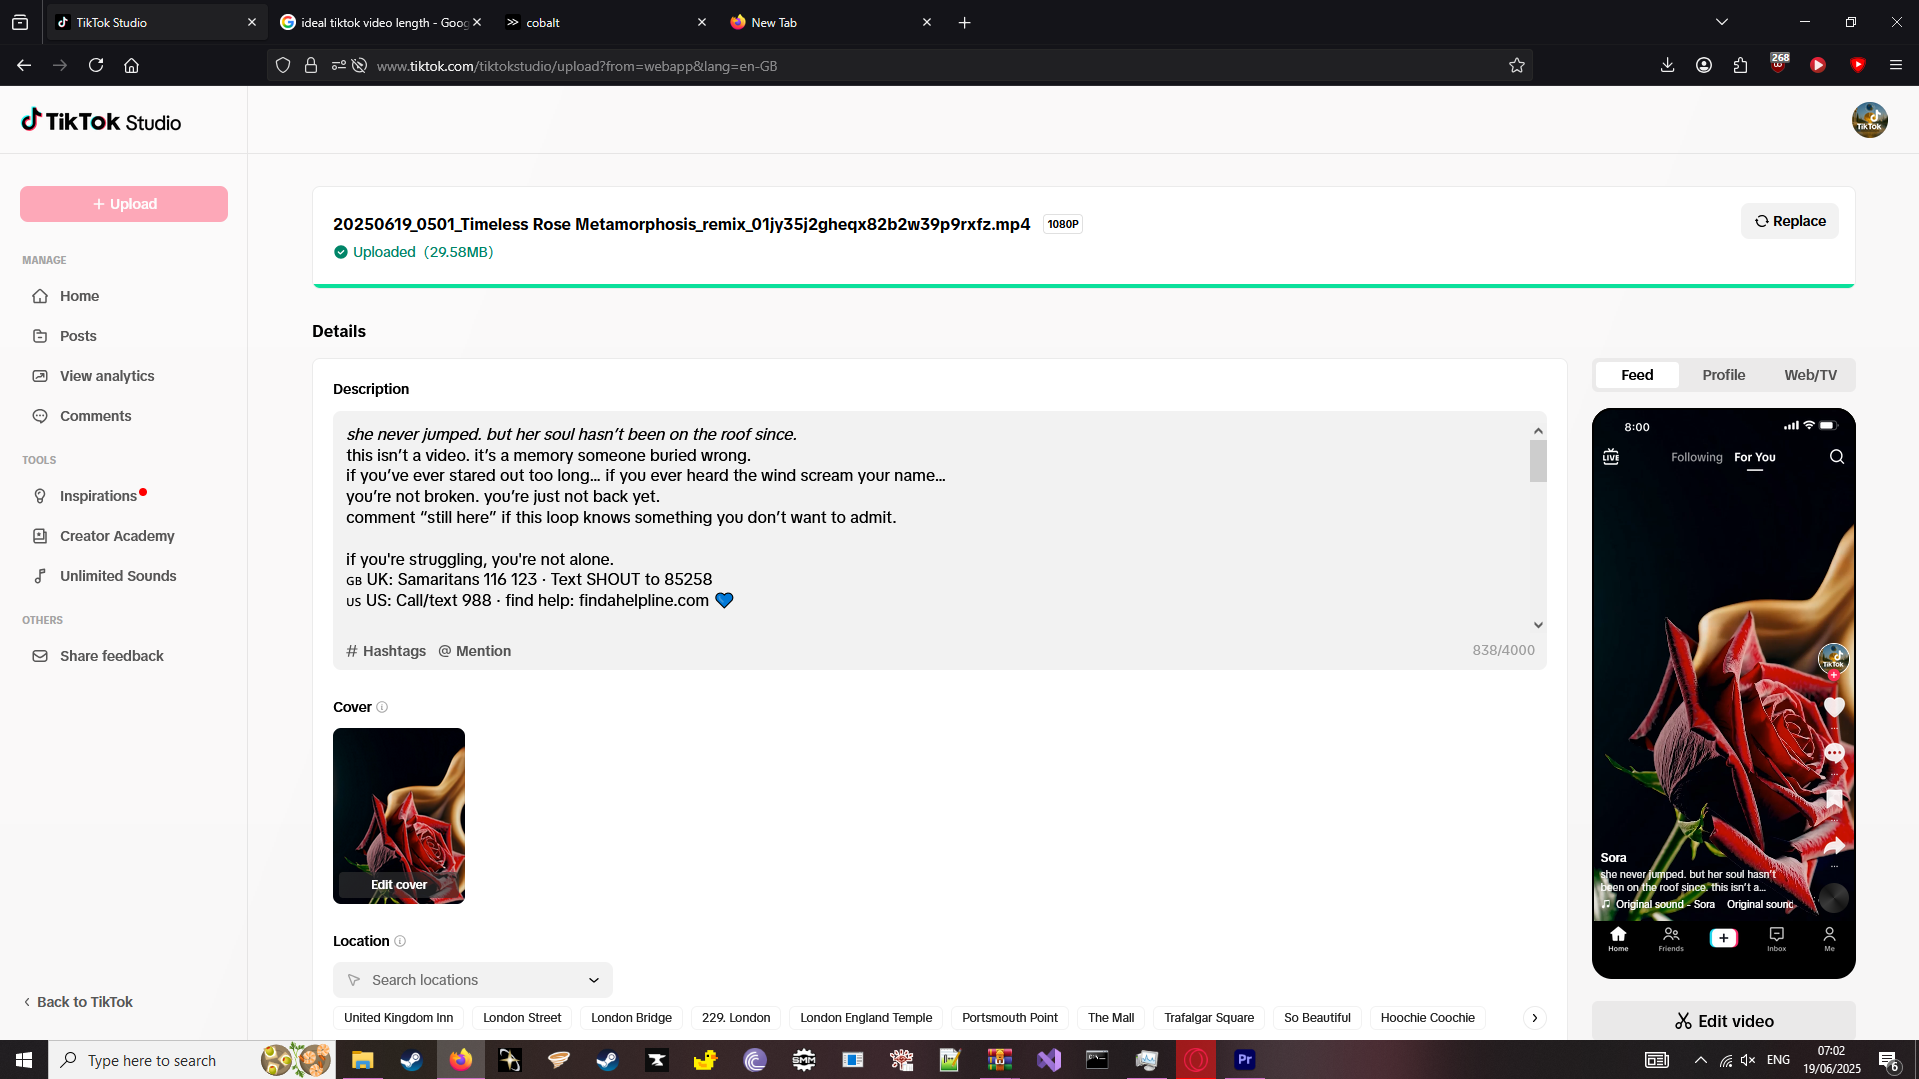 TikTok Studio
ideal tiktok video length - Goog
cobalt
New Tab
www.tiktok.com/tiktokstudio/upload?from=webapp&lang=en-GB
268
TikTok Studio
TikTok
+ Upload
MANAGE
Home
Posts
View analytics
Comments
TOOLS
Inspirations
Creator Academy
Unlimited Sounds
OTHERS
Share feedback
Back to TikTok
20250619_0501_Timeless Rose Metamorphosis_remix_01jy35j2gheqx82b2w39p9rxfz.mp4 1080P
Uploaded (29.58MB)
Replace
Details
Description
she never jumped. but her soul hasn’t been on the roof since.
this isn’t a video. it’s a memory someone buried wrong.
if you’ve ever stared out too long… if you ever heard the wind scream your name…
you’re not broken. you’re just not back yet.
comment “still here” if this loop knows something you don’t want to admit.
if you're struggling, you're not alone.
GB UK: Samaritans 116 123 · Text SHOUT to 85258
US US: Call/text 988 · find help: findahelpline.com 💙
# Hashtags @ Mention
838/4000
Cover
Edit cover
Location
Search locations
United Kingdom Inn London Street London Bridge 229. London London England Temple Portsmouth Point The Mall Trafalgar Square So Beautiful Hoochie Coochie
Feed Profile Web/TV
8:00
LIVE Following For You
TikTok
Sora
she never jumped. but her soul hasn’t
been on the roof since. this isn’t a...
Original sound - Sora Original sound
Home Friends Inbox Me
Edit video
Type here to search
SMM
Pr
ENG
07:02
19/06/2025
6